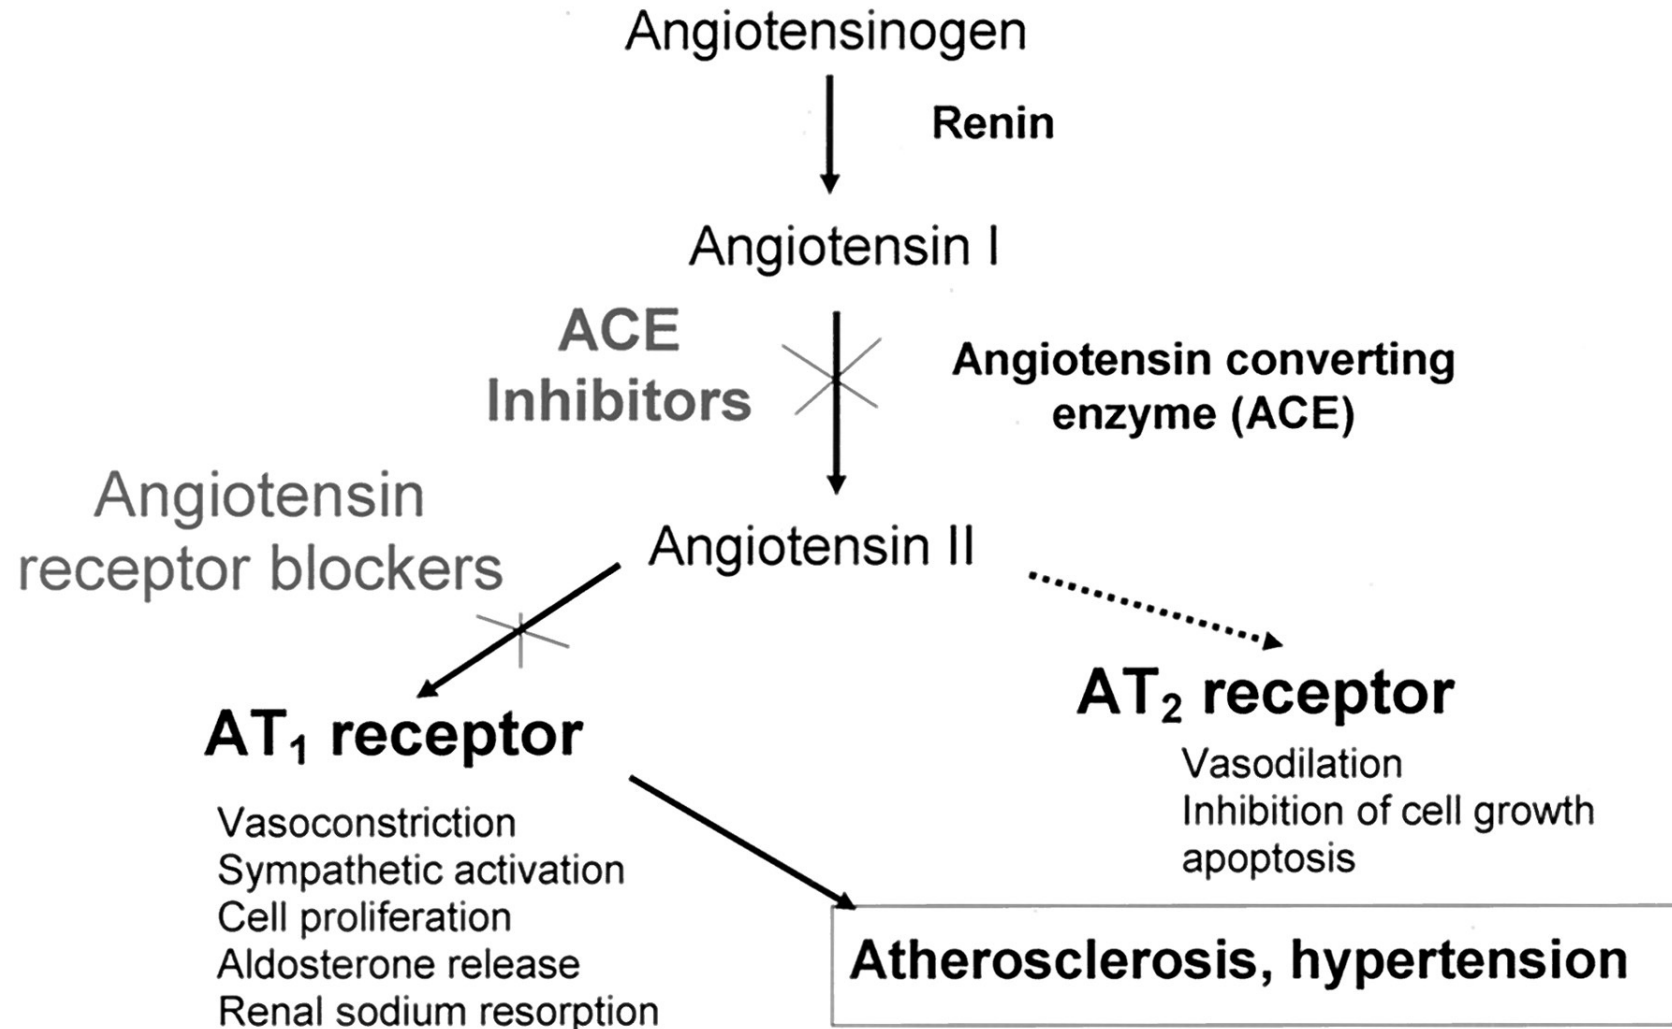 Angiotensinogen
Renin
Angiotensin I
ACE
Inhibitors
Angiotensin converting
enzyme (ACE)
Angiotensin
receptor blockers
Angiotensin II
AT₁ receptor
Vasoconstriction
Sympathetic activation
Cell proliferation
Aldosterone release
Renal sodium resorption
AT₂ receptor
Vasodilation
Inhibition of cell growth
apoptosis
Atherosclerosis, hypertension